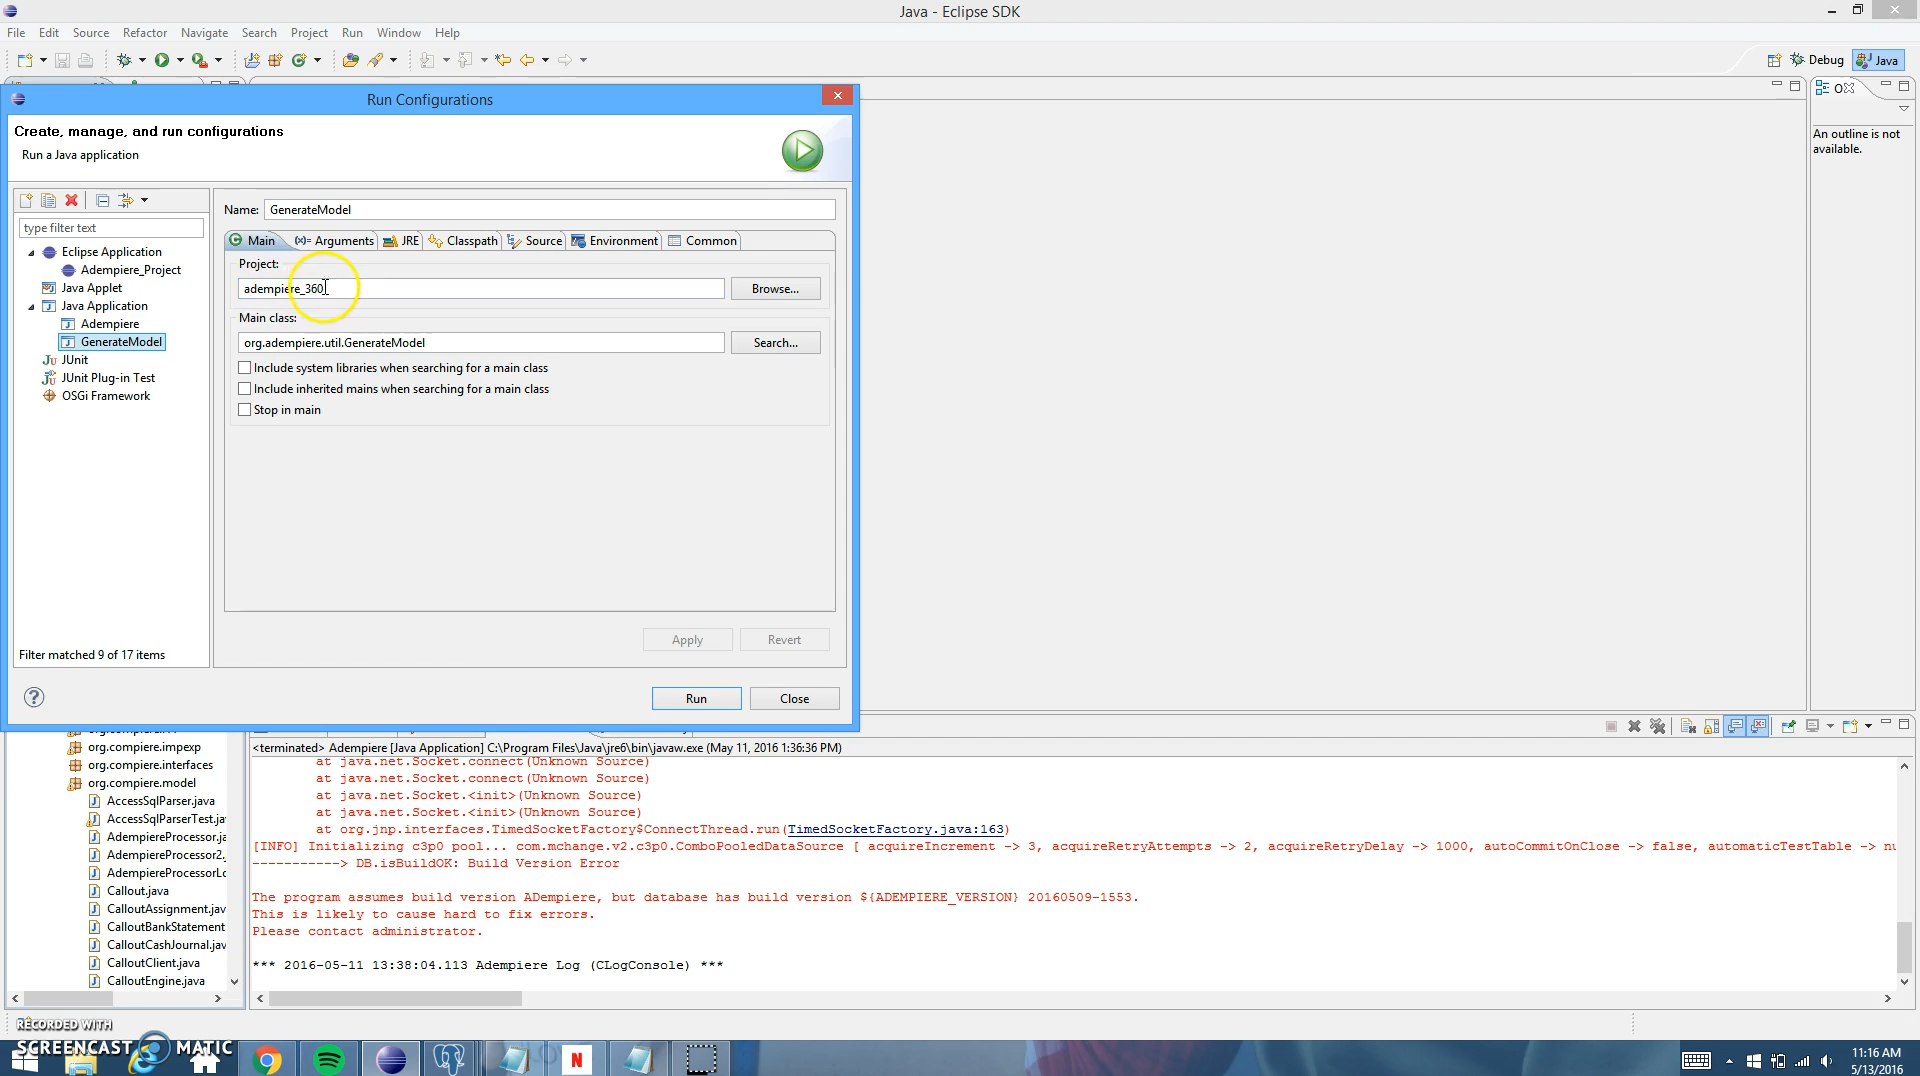 Java - Eclipse SDK
File Edit Source Refactor Navigate Search Project Run Window Help
Debug Java
Run Configurations
Create, manage, and run configurations
Run a Java application
An outline is not
available.
type filter text
Eclipse Application
Adempiere_Project
Java Applet
Java Application
Adempiere
GenerateModel
JUnit
JUnit Plug-in Test
OSGi Framework
Filter matched 9 of 17 items
Name: GenerateModel
Main Arguments JRE Classpath Source Environment Common
Project:
adempiere_360
Browse...
Main class:
org.adempiere.util.GenerateModel
Search...
Include system libraries when searching for a main class
Include inherited mains when searching for a main class
Stop in main
Apply Revert
Run Close
org.compiere.impexp
org.compiere.interfaces
org.compiere.model
AccessSqlParser.java
AccessSqlParserTest.ja
AdempiereProcessor.ja
AdempiereProcessor2.
AdempiereProcessorLo
Callout.java
CalloutAssignment.jav
CalloutBankStatement
CalloutCashJournal.jav
CalloutClient.java
CalloutEngine.java
<terminated> Adempiere [Java Application] C:\Program Files\Java\jre6\bin\javaw.exe (May 11, 2016 1:36:36 PM)
at java.net.Socket.connect(Unknown Source)
at java.net.Socket.connect(Unknown Source)
at java.net.Socket.<init>(Unknown Source)
at java.net.Socket.<init>(Unknown Source)
at org.jnp.interfaces.TimedSocketFactory$ConnectThread.run(TimedSocketFactory.java:163)
[INFO] Initializing c3p0 pool... com.mchange.v2.c3p0.ComboPooledDataSource [ acquireIncrement -> 3, acquireRetryAttempts -> 2, acquireRetryDelay -> 1000, autoCommitOnClose -> false, automaticTestTable -> nu
-----------> DB.isBuildOK: Build Version Error
The program assumes build version ADempiere, but database has build version ${ADEMPIERE_VERSION} 20160509-1553.
This is likely to cause hard to fix errors.
Please contact administrator.
*** 2016-05-11 13:38:04.113 Adempiere Log (CLogConsole) ***
RECORDED WITH
SCREENCAST MATIC
N
11:16 AM
5/13/2016